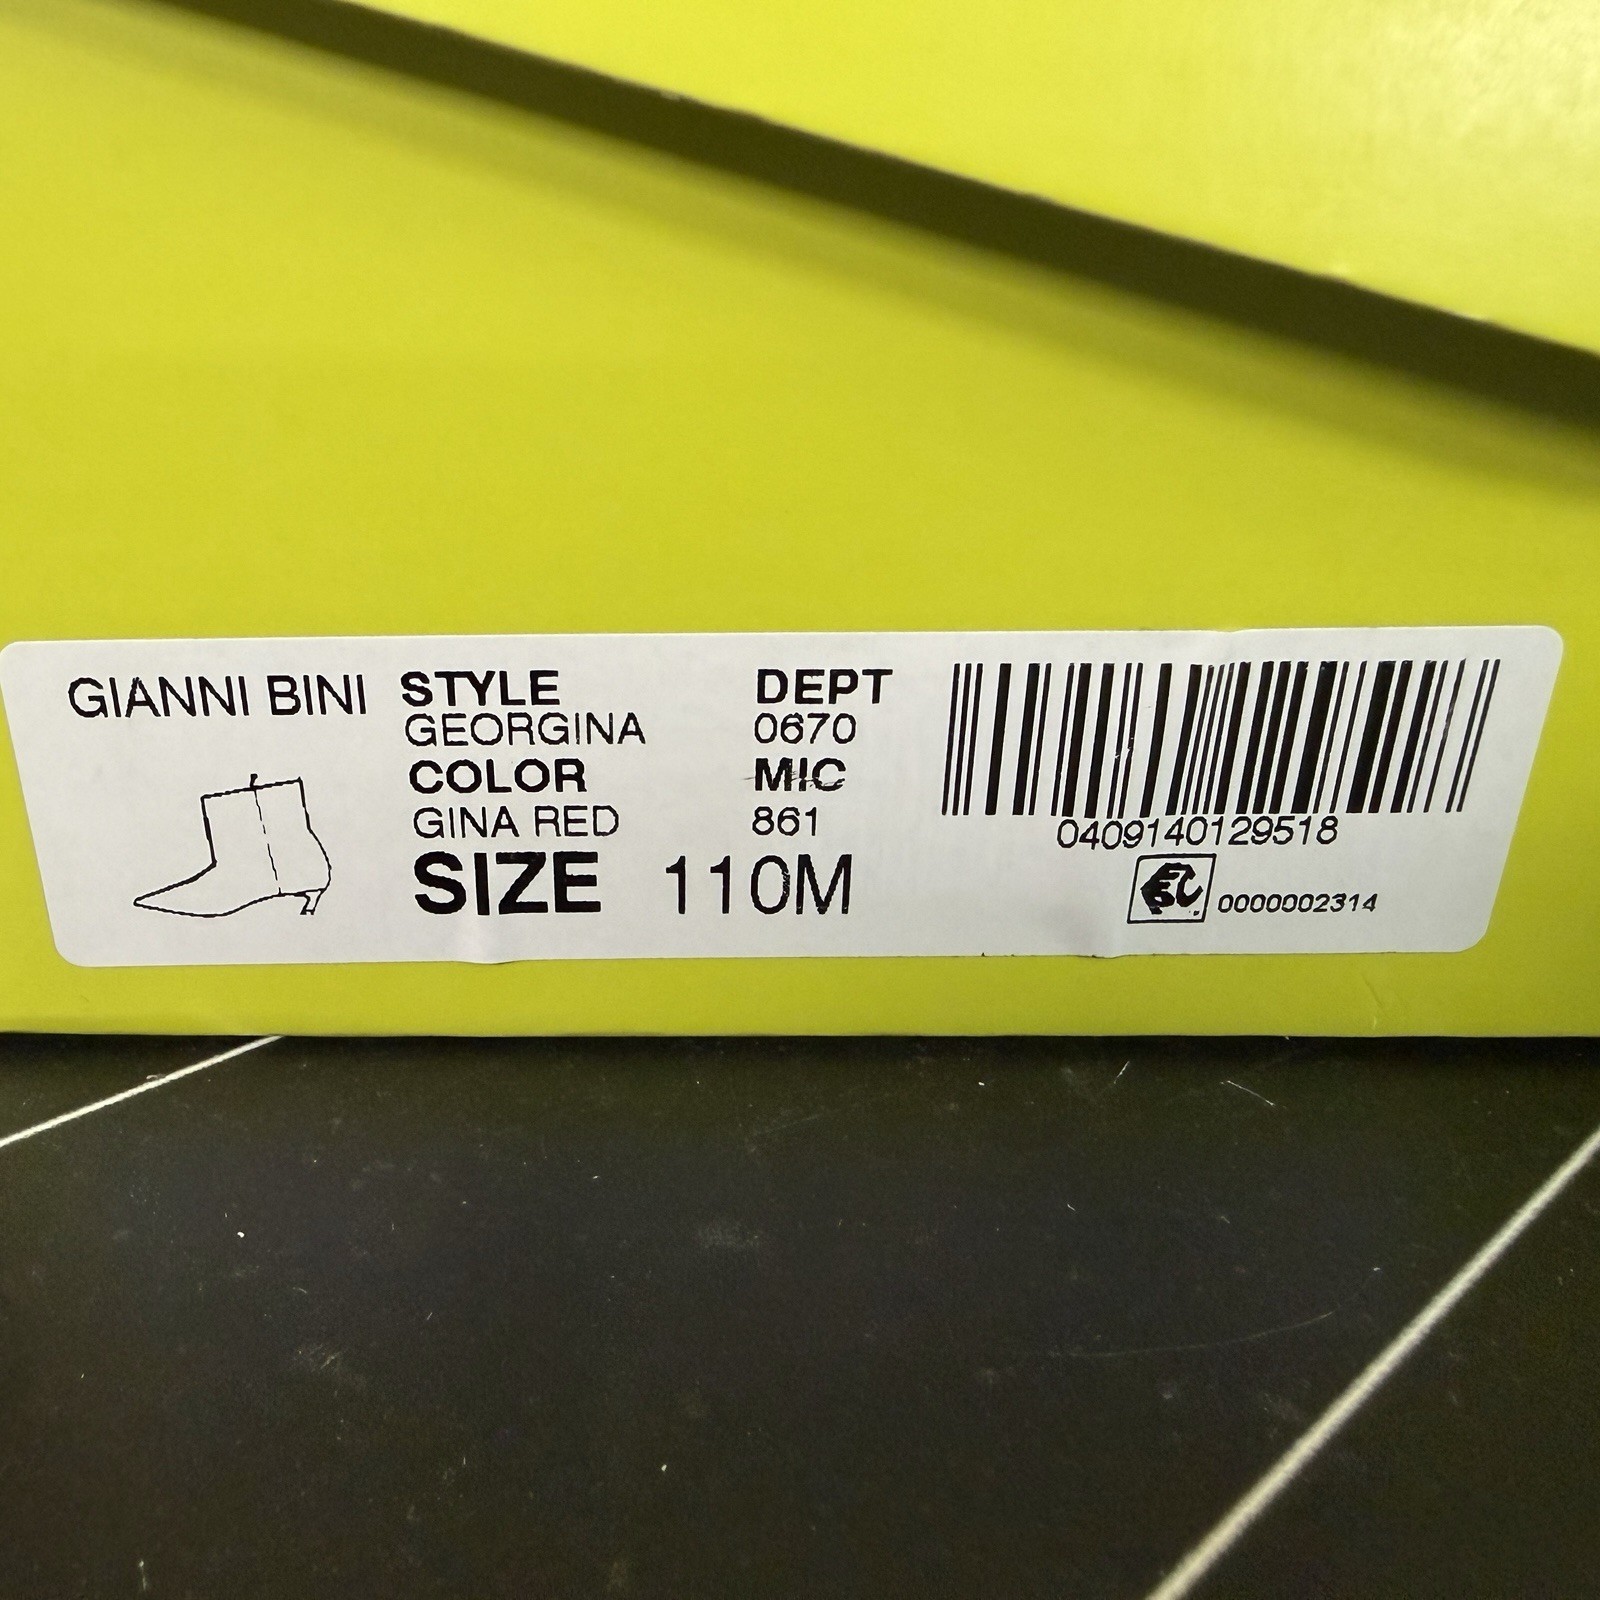 GIANNI BINI
STYLE
GEORGINA
COLOR
GINA RED
SIZE 110M
DEPT
0670
MIC
861
0409140129518
0000002314